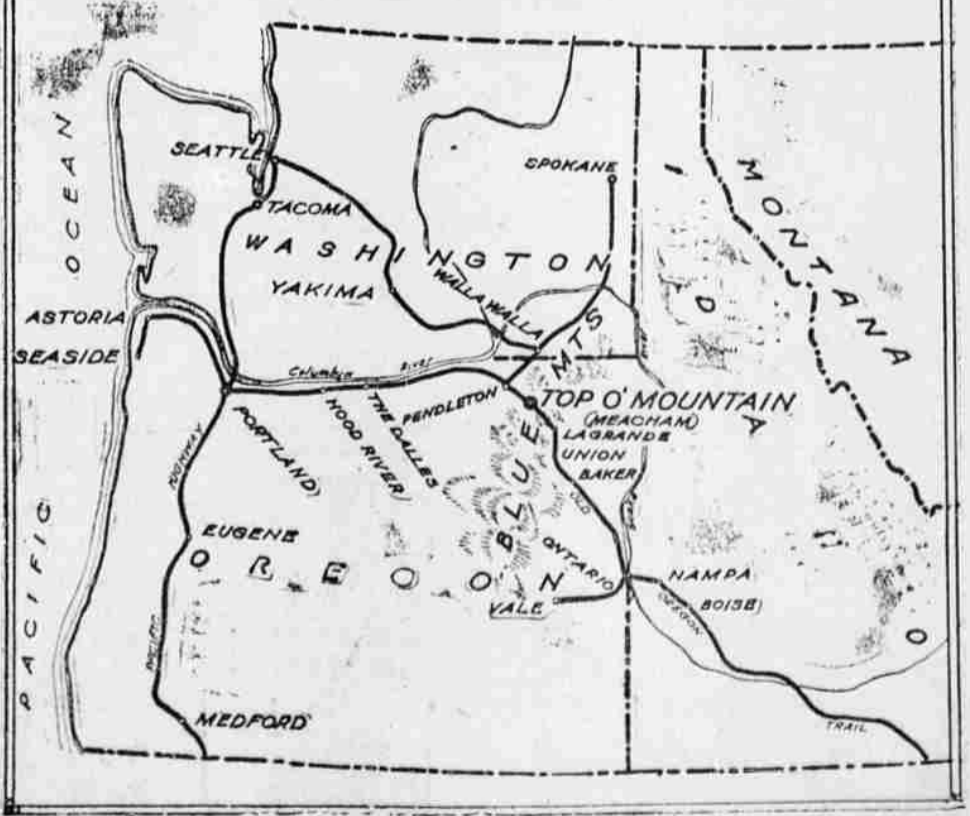 PACIFIC OCEAN
SEATTLE
SPOKANE
TACOMA
WASHINGTON
YAKIMA
WALLA WALLA
MONTANA
IDAHO
ASTORIA
SEASIDE
Columbia River
PORTLAND
HOOD RIVER
THE DALLES
PENDLETON
BLUE MTS
TOP O' MOUNTAIN
(MEACHAM)
LAGRANDE
UNION
BAKER
PACIFIC HIGHWAY
EUGENE
OREGON
ONTARIO
VALE
NAMPA
BOISE
OLD OREGON TRAIL
MEDFORD